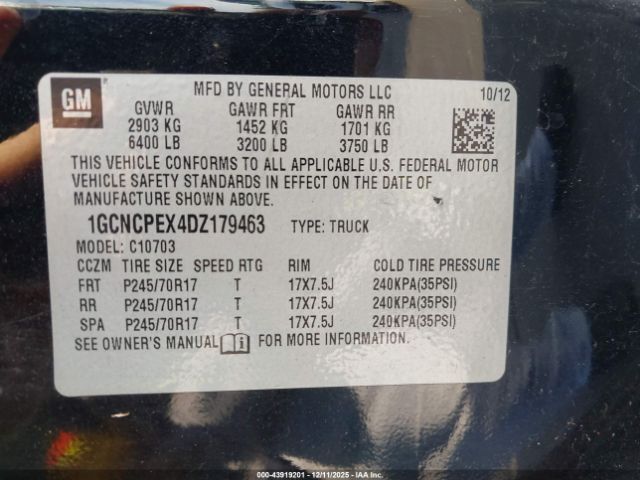 GM
MFD BY GENERAL MOTORS LLC 10/12
GVWR GAWR FRT GAWR RR
2903 KG 1452 KG 1701 KG
6400 LB 3200 LB 3750 LB
THIS VEHICLE CONFORMS TO ALL APPLICABLE U.S. FEDERAL MOTOR
VEHICLE SAFETY STANDARDS IN EFFECT ON THE DATE OF
MANUFACTURE SHOWN ABOVE.
1GCNCPEX4DZ179463 TYPE: TRUCK
MODEL: C10703
CCZM TIRE SIZE SPEED RTG RIM COLD TIRE PRESSURE
FRT P245/70R17 T 17X7.5J 240KPA(35PSI)
RR P245/70R17 T 17X7.5J 240KPA(35PSI)
SPA P245/70R17 T 17X7.5J 240KPA(35PSI)
SEE OWNER'S MANUAL FOR MORE INFORMATION.
©-43919201 - 12/11/2025 - IAAI Copart